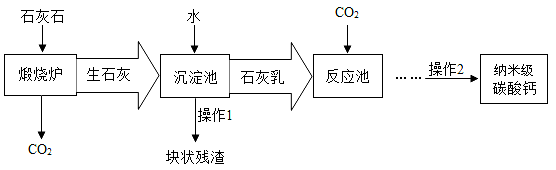 石灰石
水
CO₂
煅烧炉
生石灰
沉淀池
石灰乳
反应池
……
操作2
纳米级
碳酸钙
操作1
CO₂
块状残渣